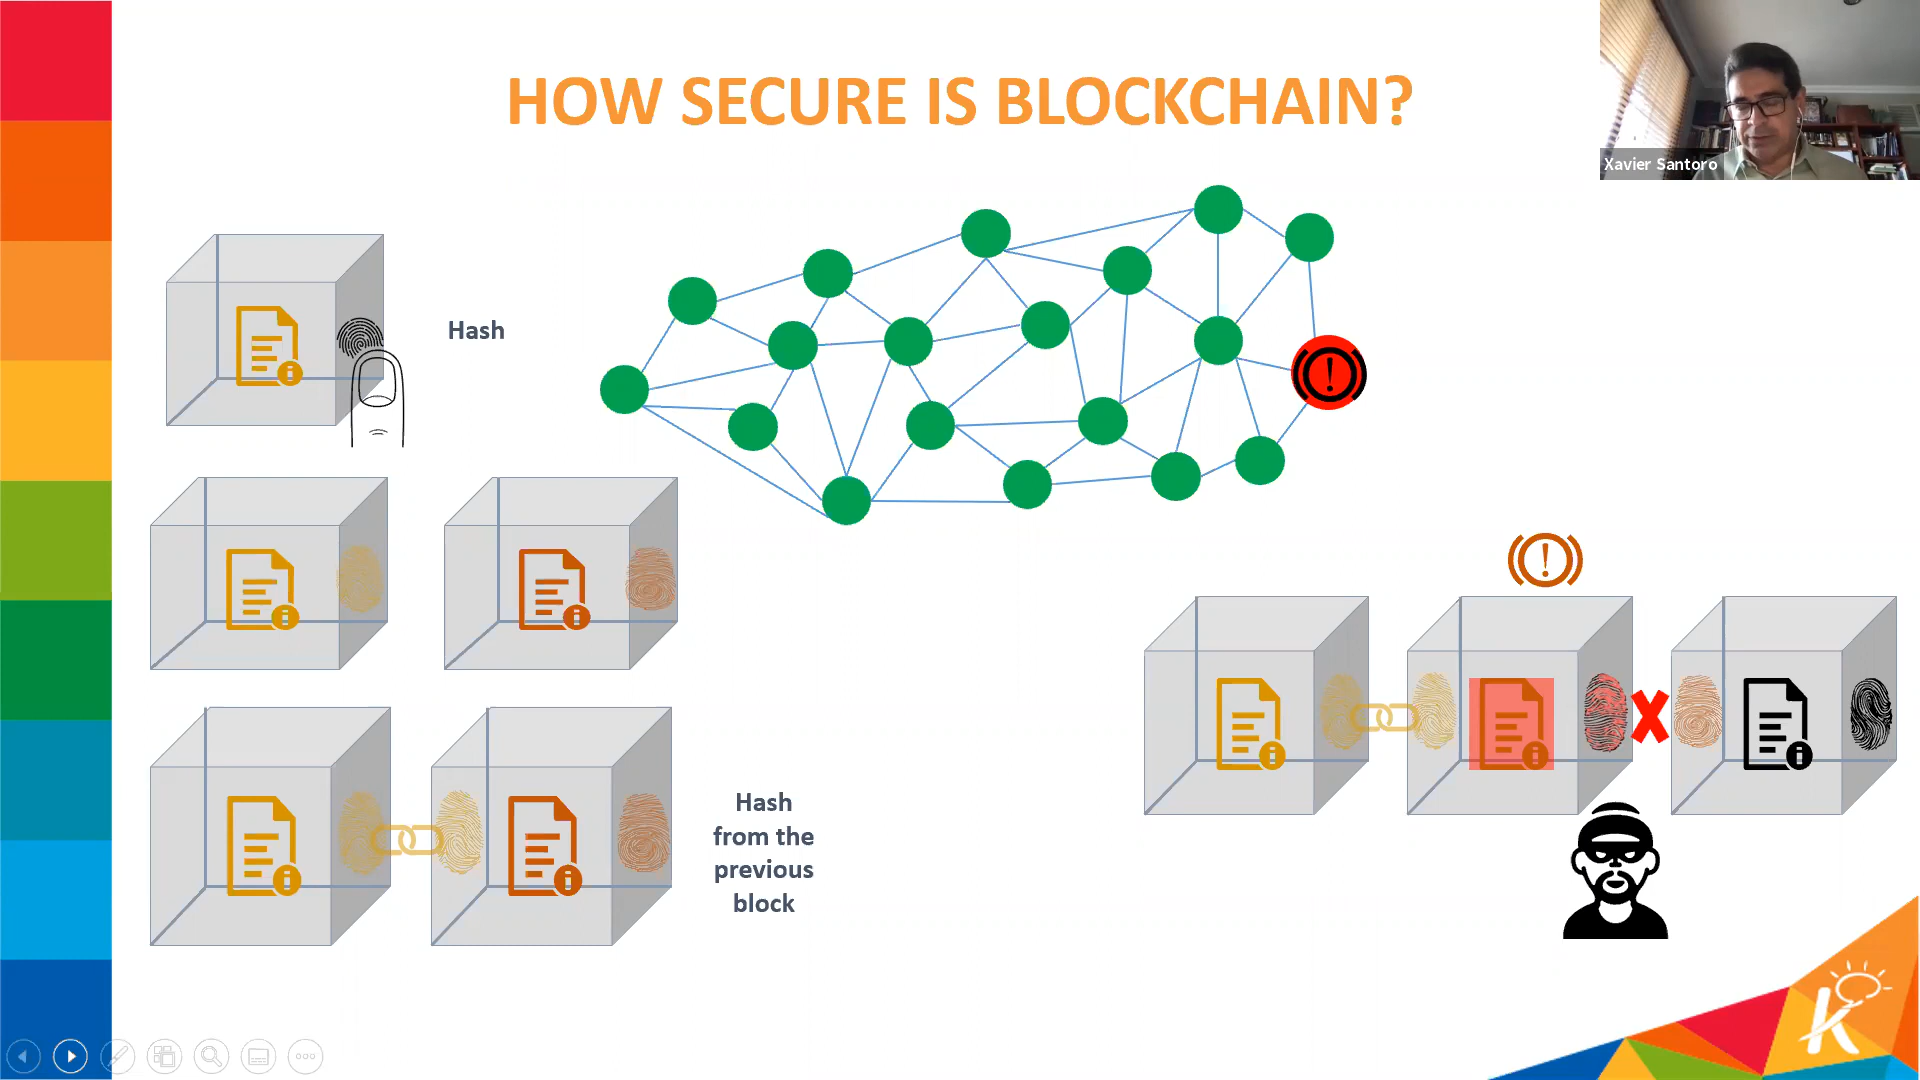 HOW SECURE IS BLOCKCHAIN?
Xavier Santoro
Hash
Hash
from the
previous
block